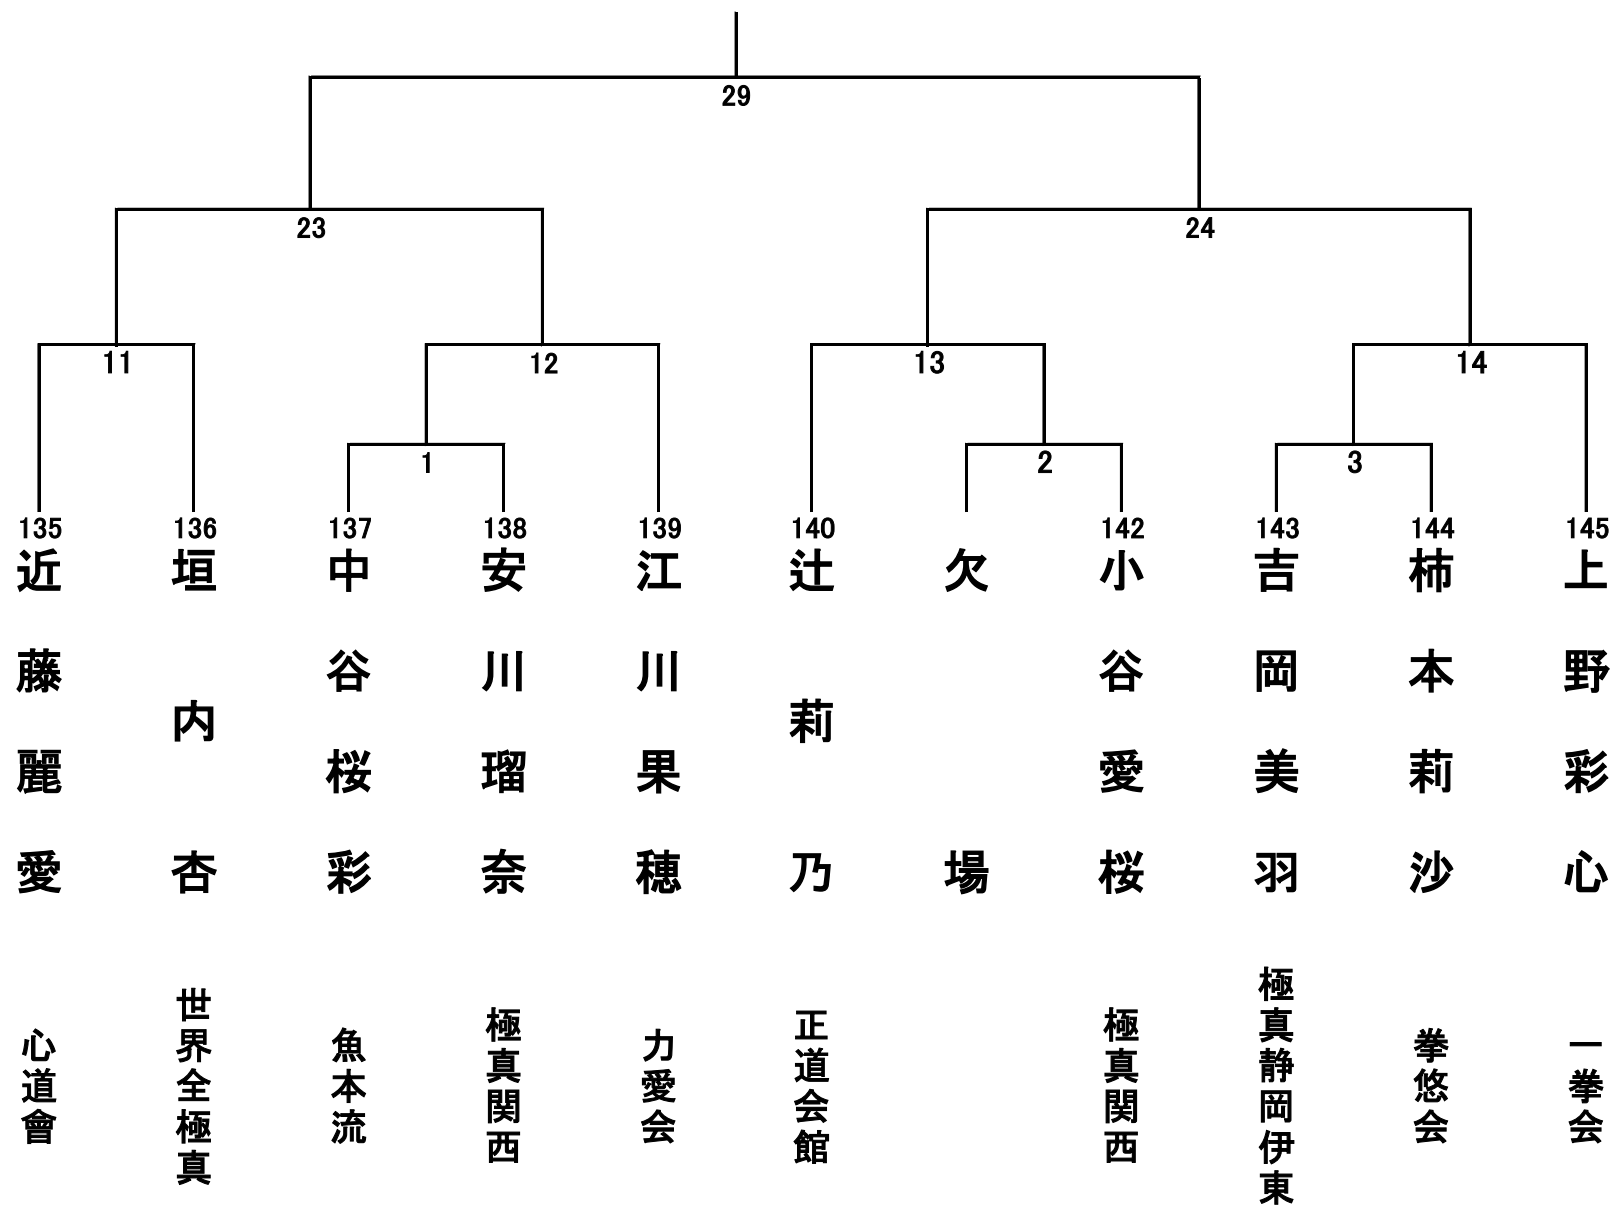 29
23
24
11
12
13
14
1
2
3
135
136
137
138
139
140
142
143
144
145
近藤麗愛
垣内杏
中谷桜彩
安川瑠奈
江川果穂
辻莉乃
欠場
小谷愛桜
吉岡美羽
柿本莉沙
上野彩心
心道會
世界全極真
魚本流
極真関西
力愛会
正道会館
極真関西
極真静岡伊東
拳悠会
一拳会